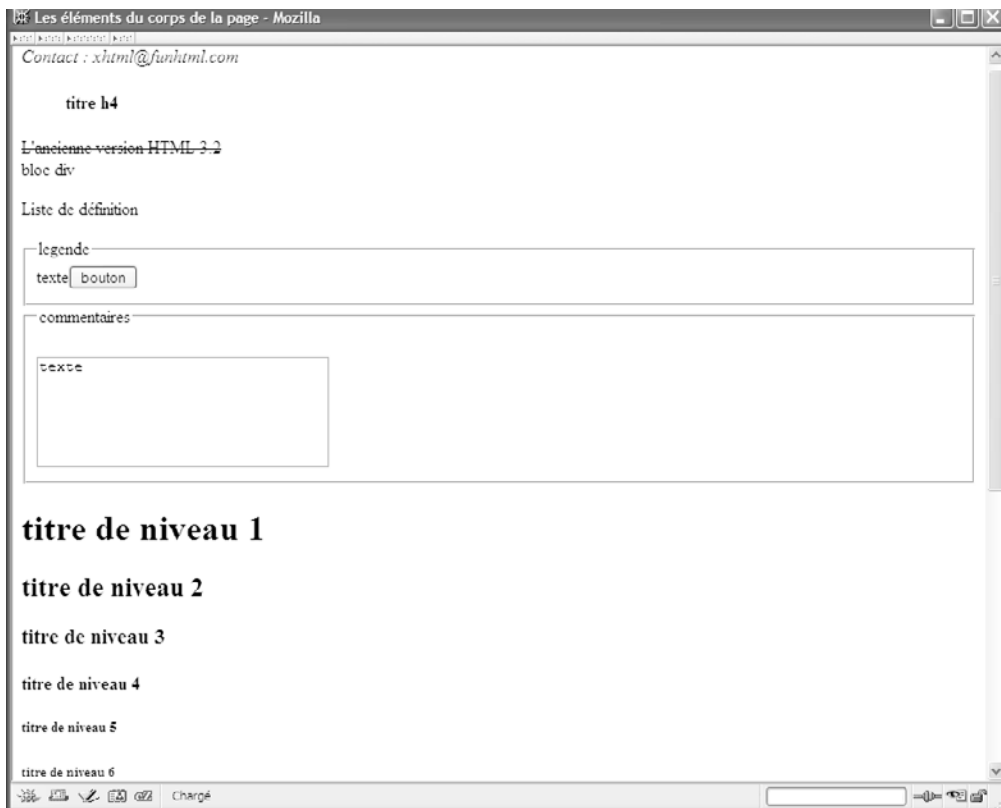 Les éléments du corps de la page - Mozilla
Contact : xhtml@funhtml.com
titre h4
L'ancienne version HTML 3.2
bloc div
Liste de définition
legende
texte bouton
commentaires
texte
titre de niveau 1
titre de niveau 2
titre de niveau 3
titre de niveau 4
titre de niveau 5
titre de niveau 6
Chargé